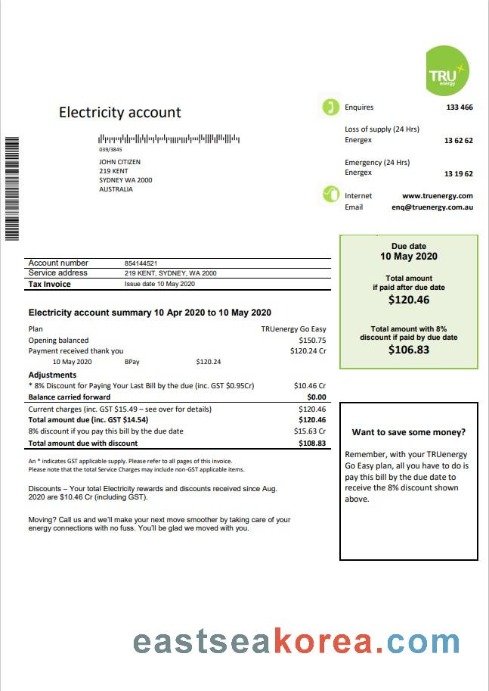 TRU
energy
Electricity account
Enquires 133 466
Loss of supply (24 Hrs)
Energex 13 62 62
Emergency (24 Hrs)
Energex 13 19 62
Internet www.truenergy.com
Email enq@truenergy.com.au
039/3845
JOHN CITIZEN
219 KENT
SYDNEY WA 2000
AUSTRALIA
Due date
10 May 2020
Total amount
if paid after due date
$120.46
Total amount with 8%
discount if paid by due date
$106.83
Account number 854144521
Service address 219 KENT, SYDNEY, WA 2000
Tax Invoice Issue date 10 May 2020
Electricity account summary 10 Apr 2020 to 10 May 2020
Plan TRUenergy Go Easy
Opening balanced $150.75
Payment received thank you $120.24 Cr
10 May 2020 BPay $120.24
Adjustments
* 8% Discount for Paying Your Last Bill by the due (inc. GST $0.95Cr) $10.46 Cr
Balance carried forward $0.00
Current charges (inc. GST $15.49 – see over for details) $120.46
Total amount due (inc. GST $14.54) $120.46
8% discount if you pay this bill by the due date $15.63 Cr
Total amount due with discount $108.83
An * indicates GST applicable supply. Please refer to all pages of this invoice.
Please note that the total Service Charges may include non-GST applicable items.
Discounts – Your total Electricity rewards and discounts received since Aug.
2020 are $10.46 Cr (including GST).
Moving? Call us and we'll make your next move smoother by taking care of your
energy connections with no fuss. You'll be glad we moved with you.
Want to save some money?
Remember, with your TRUenergy
Go Easy plan, all you have to do is
pay this bill by the due date to
receive the 8% discount shown
above.
eastseakorea.com